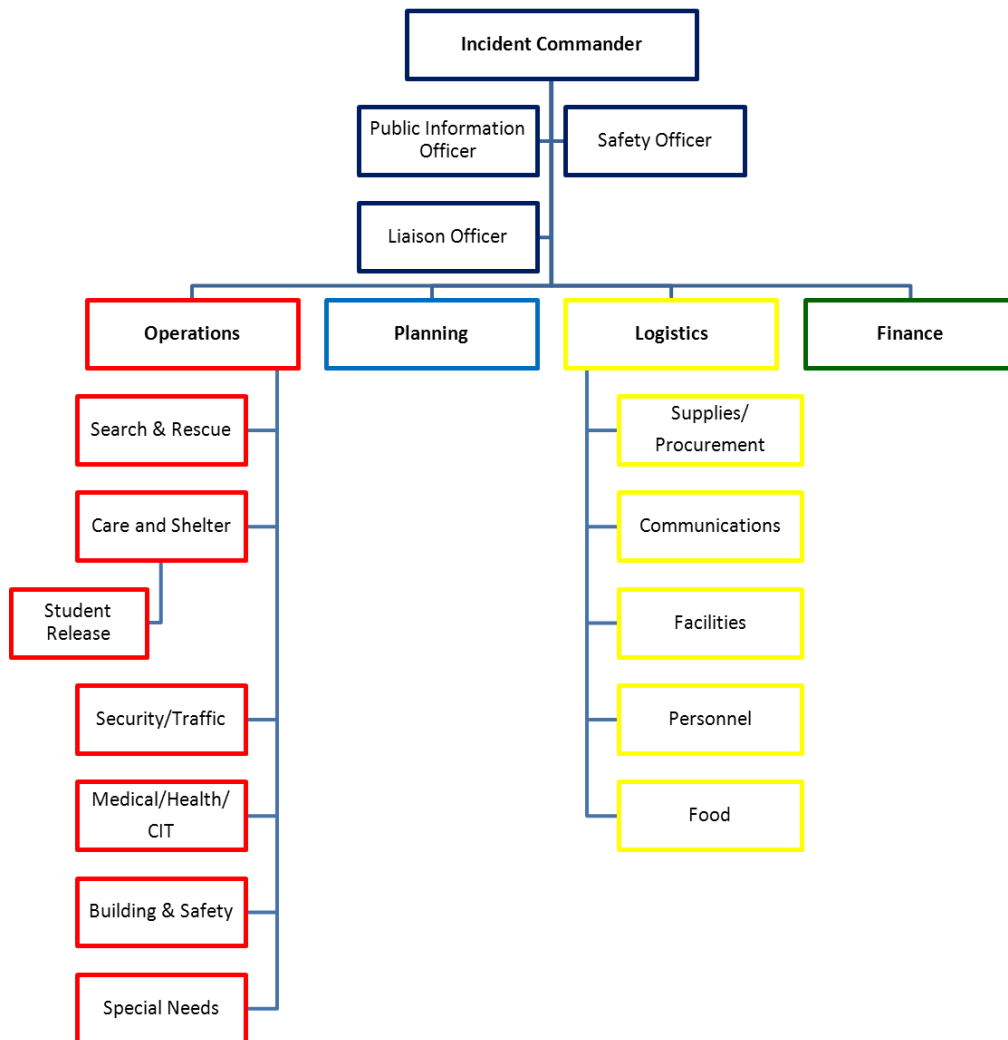 Incident Commander
Public Information
Officer
Safety Officer
Liaison Officer
Operations
Planning
Logistics
Finance
Search & Rescue
Care and Shelter
Student
Release
Security/Traffic
Medical/Health/
CIT
Building & Safety
Special Needs
Supplies/
Procurement
Communications
Facilities
Personnel
Food